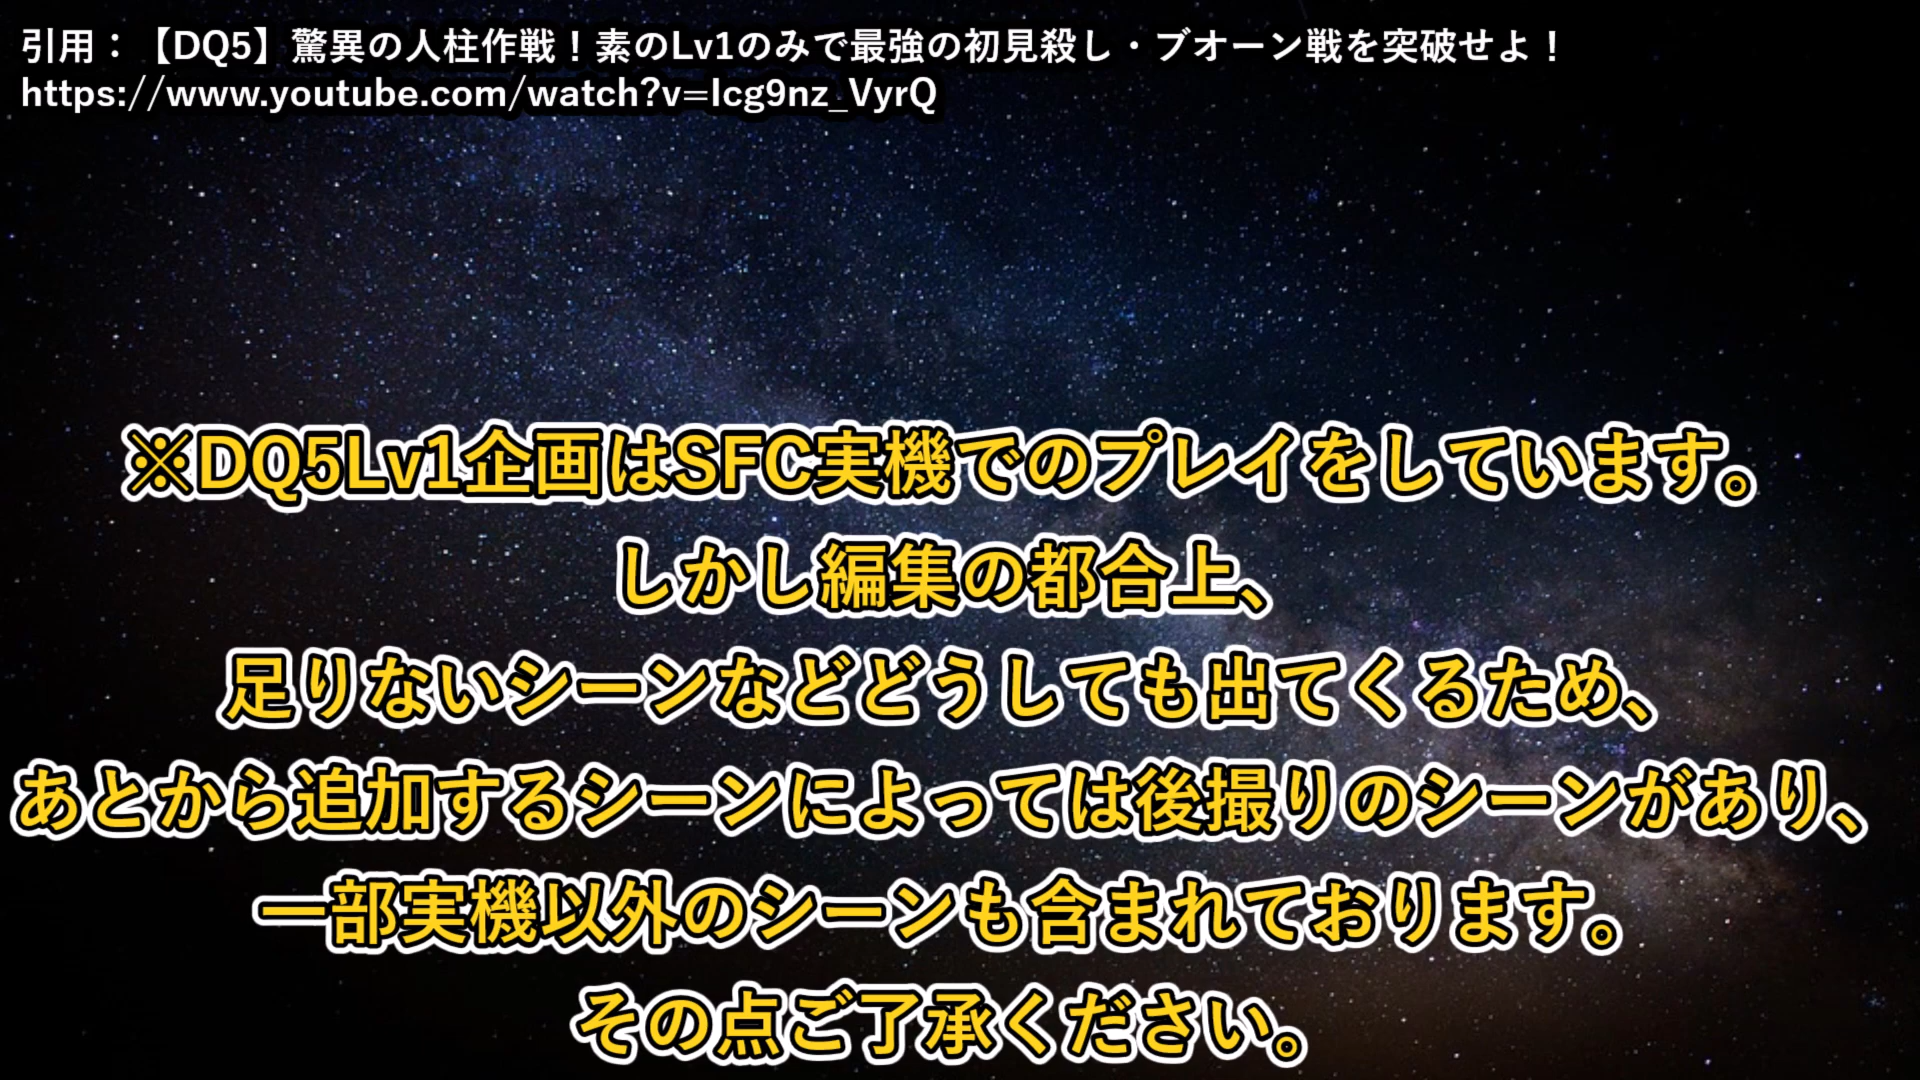 引用：【DQ5】驚異の人柱作戦！素のLv1のみで最強の初見殺し・ブオーン戦を突破せよ！
https://www.youtube.com/watch?v=Icg9nz_VyrQ
※DQ5Lv1企画はSFC実機でのプレイをしています。
しかし編集の都合上、
足りないシーンなどどうしても出てくるため、
あとから追加するシーンによっては後撮りのシーンがあり、
一部実機以外のシーンも含まれております。
その点ご了承ください。